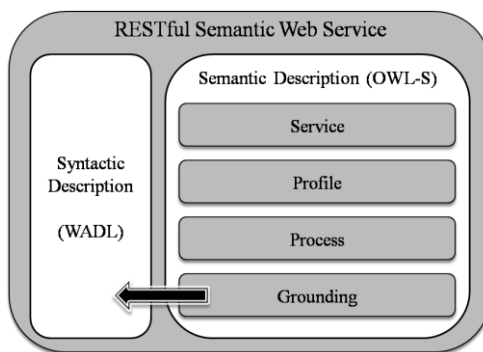 RESTful Semantic Web Service
Syntactic
Description
(WADL)
Semantic Description (OWL-S)
Service
Profile
Process
Grounding